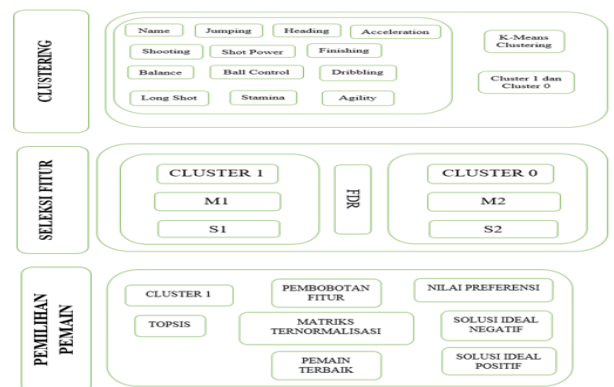 CLUSTERING
Name Jumping Heading Acceleration
Shooting Shot Power Finishing
Balance Ball Control Dribbling
Long Shot Stamina Agility
K-Means
Clustering
Cluster 1 dan
Cluster 0
SELEKSI FITUR
CLUSTER 1
M1
S1
FDR
CLUSTER 0
M2
S2
PEMILIHAN
PEMAIN
CLUSTER 1
TOPSIS
PEMBOBOTAN
FITUR
MATRIKS
TERNORMALISASI
PEMAIN
TERBAIK
NILAI PREFERENSI
SOLUSI IDEAL
NEGATIF
SOLUSI IDEAL
POSITIF